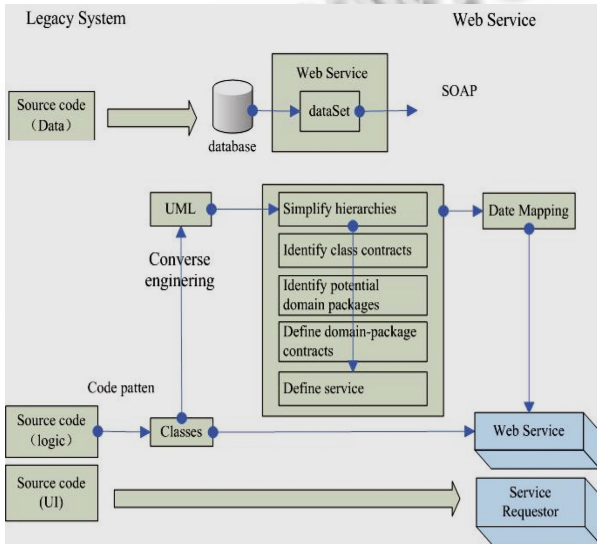 Legacy System
Web Service
Source code
（Data）
database
Web Service
dataSet
SOAP
UML
Converse
enginering
Simplify hierarchies
Identify class contracts
Identify potential
domain packages
Define domain-package
contracts
Define service
Date Mapping
Code patten
Source code
（logic）
Classes
Web Service
Source code
(UI)
Service
Requestor